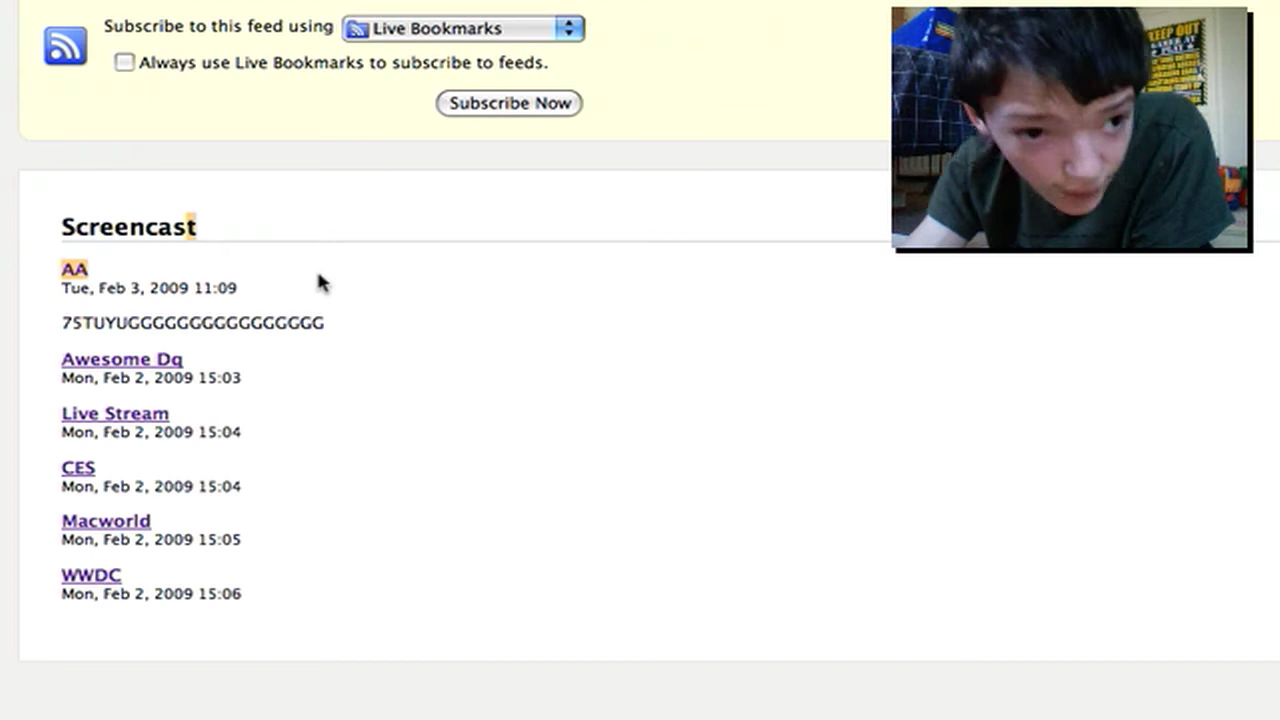 Subscribe to this feed using Live Bookmarks
Always use Live Bookmarks to subscribe to feeds.
Subscribe Now
KEEP OUT
Screencast
AA
Tue, Feb 3, 2009 11:09
75TUYUGGGGGGGGGGGGGGGG
Awesome Dq
Mon, Feb 2, 2009 15:03
Live Stream
Mon, Feb 2, 2009 15:04
CES
Mon, Feb 2, 2009 15:04
Macworld
Mon, Feb 2, 2009 15:05
WWDC
Mon, Feb 2, 2009 15:06